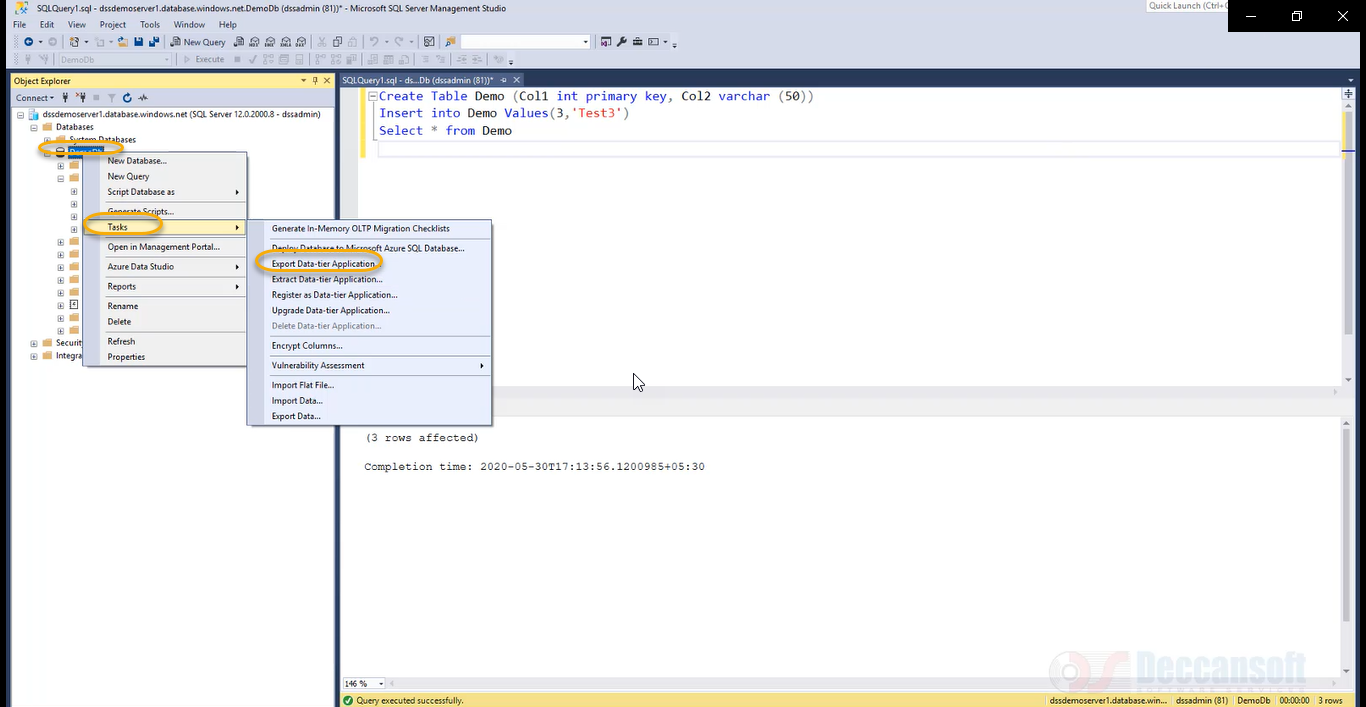 SQLQuery1.sql - dssdemoserver1.database.windows.net.DemoDb (dssadmin (81))* - Microsoft SQL Server Management Studio
Quick Launch (Ctrl+
File Edit View Project Tools Window Help
New Query
DemoDb
Execute
Object Explorer
SQLQuery1.sql - ds...Db (dssadmin (81))*
Connect
dssdemoserver1.database.windows.net (SQL Server 12.0.2000.8 - dssadmin)
Databases
System Databases
DemoDb
Securit
Integra
New Database...
New Query
Script Database as
Generate Scripts...
Tasks
Open in Management Portal...
Azure Data Studio
Reports
Rename
Delete
Refresh
Properties
Generate In-Memory OLTP Migration Checklists
Deploy Database to Microsoft Azure SQL Database...
Export Data-tier Application...
Extract Data-tier Application...
Register as Data-tier Application...
Upgrade Data-tier Application...
Delete Data-tier Application...
Encrypt Columns...
Vulnerability Assessment
Import Flat File...
Import Data...
Export Data...
Create Table Demo (Col1 int primary key, Col2 varchar (50))
Insert into Demo Values(3,'Test3')
Select * from Demo
(3 rows affected)
Completion time: 2020-05-30T17:13:56.1200985+05:30
Deccansoft
SOFTWARE SERVICES
146 %
Query executed successfully.
dssdemoserver1.database.win... dssadmin (81) DemoDb 00:00:00 3 rows